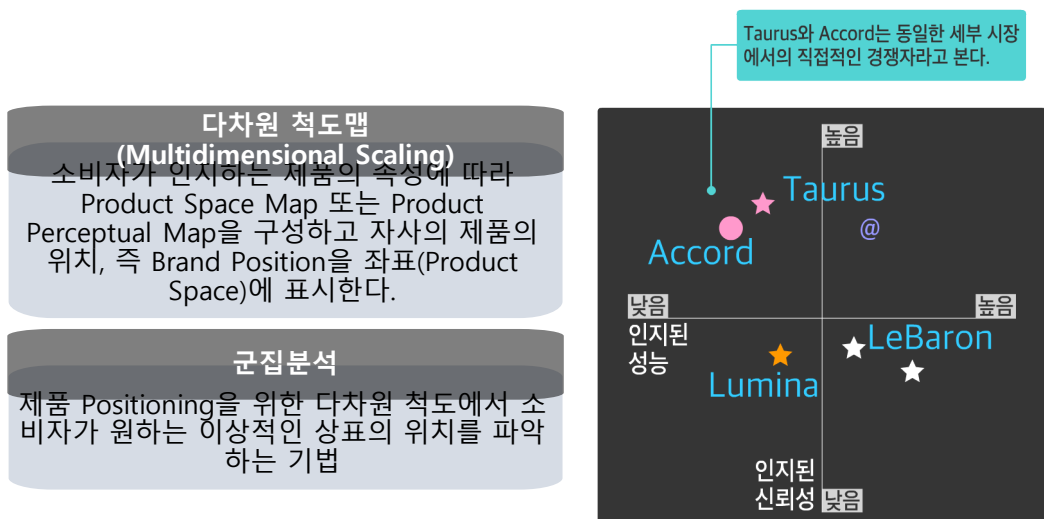 Taurus와 Accord는 동일한 세부 시장
에서의 직접적인 경쟁자라고 본다.
다차원 척도맵
(Multidimensional Scaling)
소비자가 인지하는 제품의 속성에 따라
Product Space Map 또는 Product
Perceptual Map을 구성하고 자사의 제품의
위치, 즉 Brand Position을 좌표(Product
Space)에 표시한다.
군집분석
제품 Positioning을 위한 다차원 척도에서 소
비자가 원하는 이상적인 상표의 위치를 파악
하는 기법
높음
Taurus
@
Accord
낮음
높음
인지된
성능
LeBaron
Lumina
인지된
신뢰성
낮음